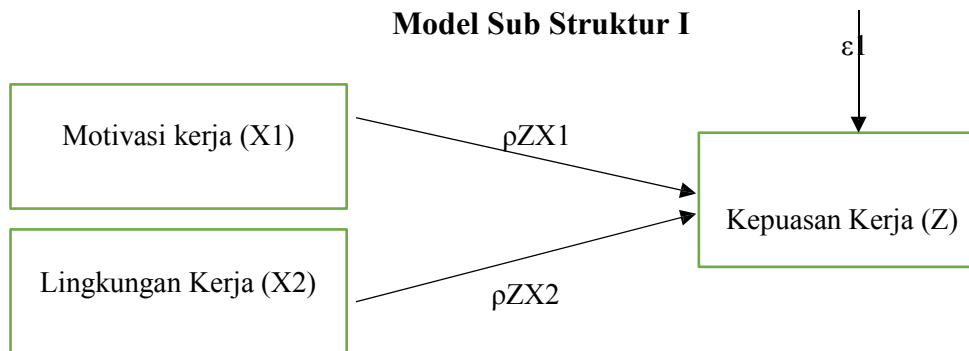 Model Sub Struktur I
ε1
Motivasi kerja (X1)
ρZX1
Kepuasan Kerja (Z)
Lingkungan Kerja (X2)
ρZX2